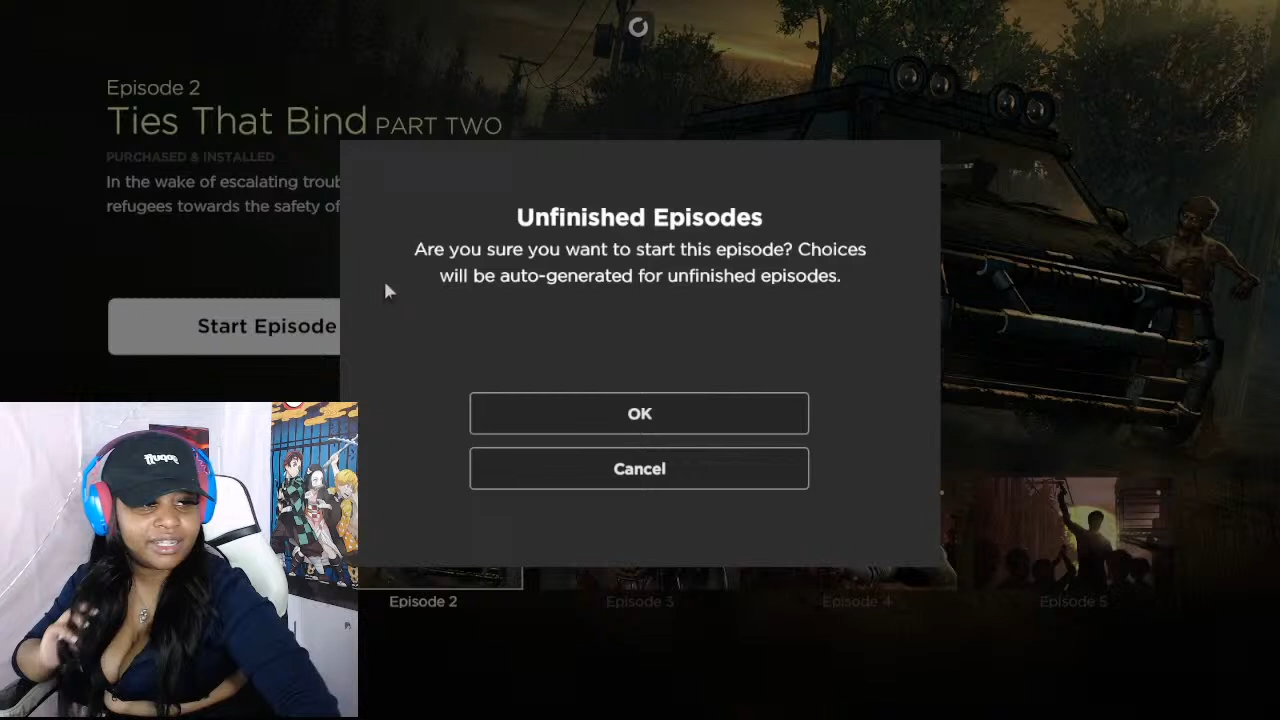 Episode 2
Ties That Bind PART TWO
PURCHASED & INSTALLED
In the wake of escalating
refugees towards the safety of
Unfinished Episodes
Are you sure you want to start this episode? Choices
will be auto-generated for unfinished episodes.
Start Episode
OK
Cancel
Episode 2
Episode 3
Episode 4
Episode 5